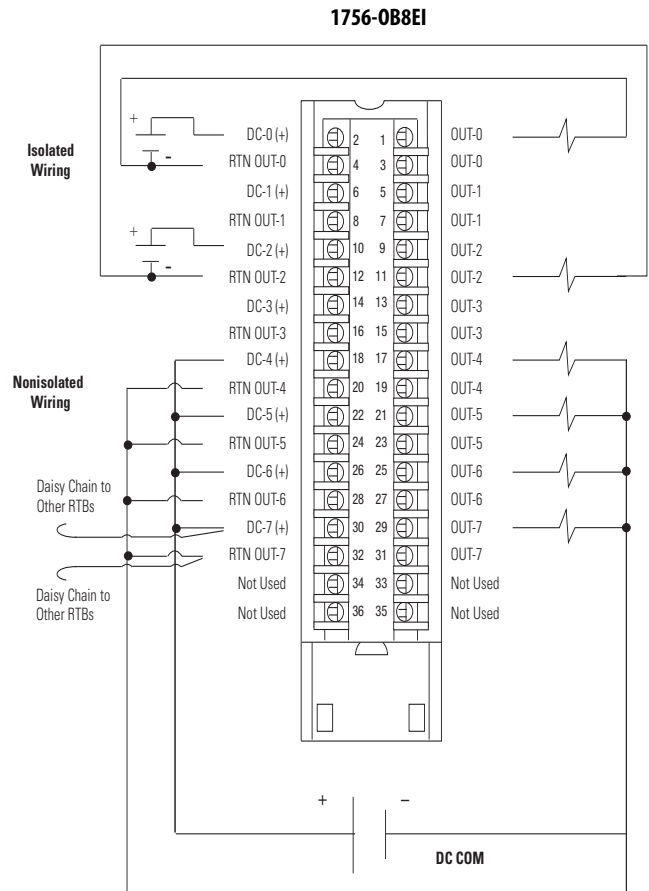 1756-OB8EI
Isolated
Wiring
+
-
+
-
DC-0 (+) 2 1 OUT-0
RTN OUT-0 4 3 OUT-0
DC-1 (+) 6 5 OUT-1
RTN OUT-1 8 7 OUT-1
DC-2 (+) 10 9 OUT-2
RTN OUT-2 12 11 OUT-2
DC-3 (+) 14 13 OUT-3
RTN OUT-3 16 15 OUT-3
DC-4 (+) 18 17 OUT-4
Nonisolated
Wiring
RTN OUT-4 20 19 OUT-4
DC-5 (+) 22 21 OUT-5
RTN OUT-5 24 23 OUT-5
DC-6 (+) 26 25 OUT-6
Daisy Chain to
Other RTBs
RTN OUT-6 28 27 OUT-6
DC-7 (+) 30 29 OUT-7
RTN OUT-7 32 31 OUT-7
Daisy Chain to
Other RTBs
Not Used 34 33 Not Used
Not Used 36 35 Not Used
+ –
DC COM